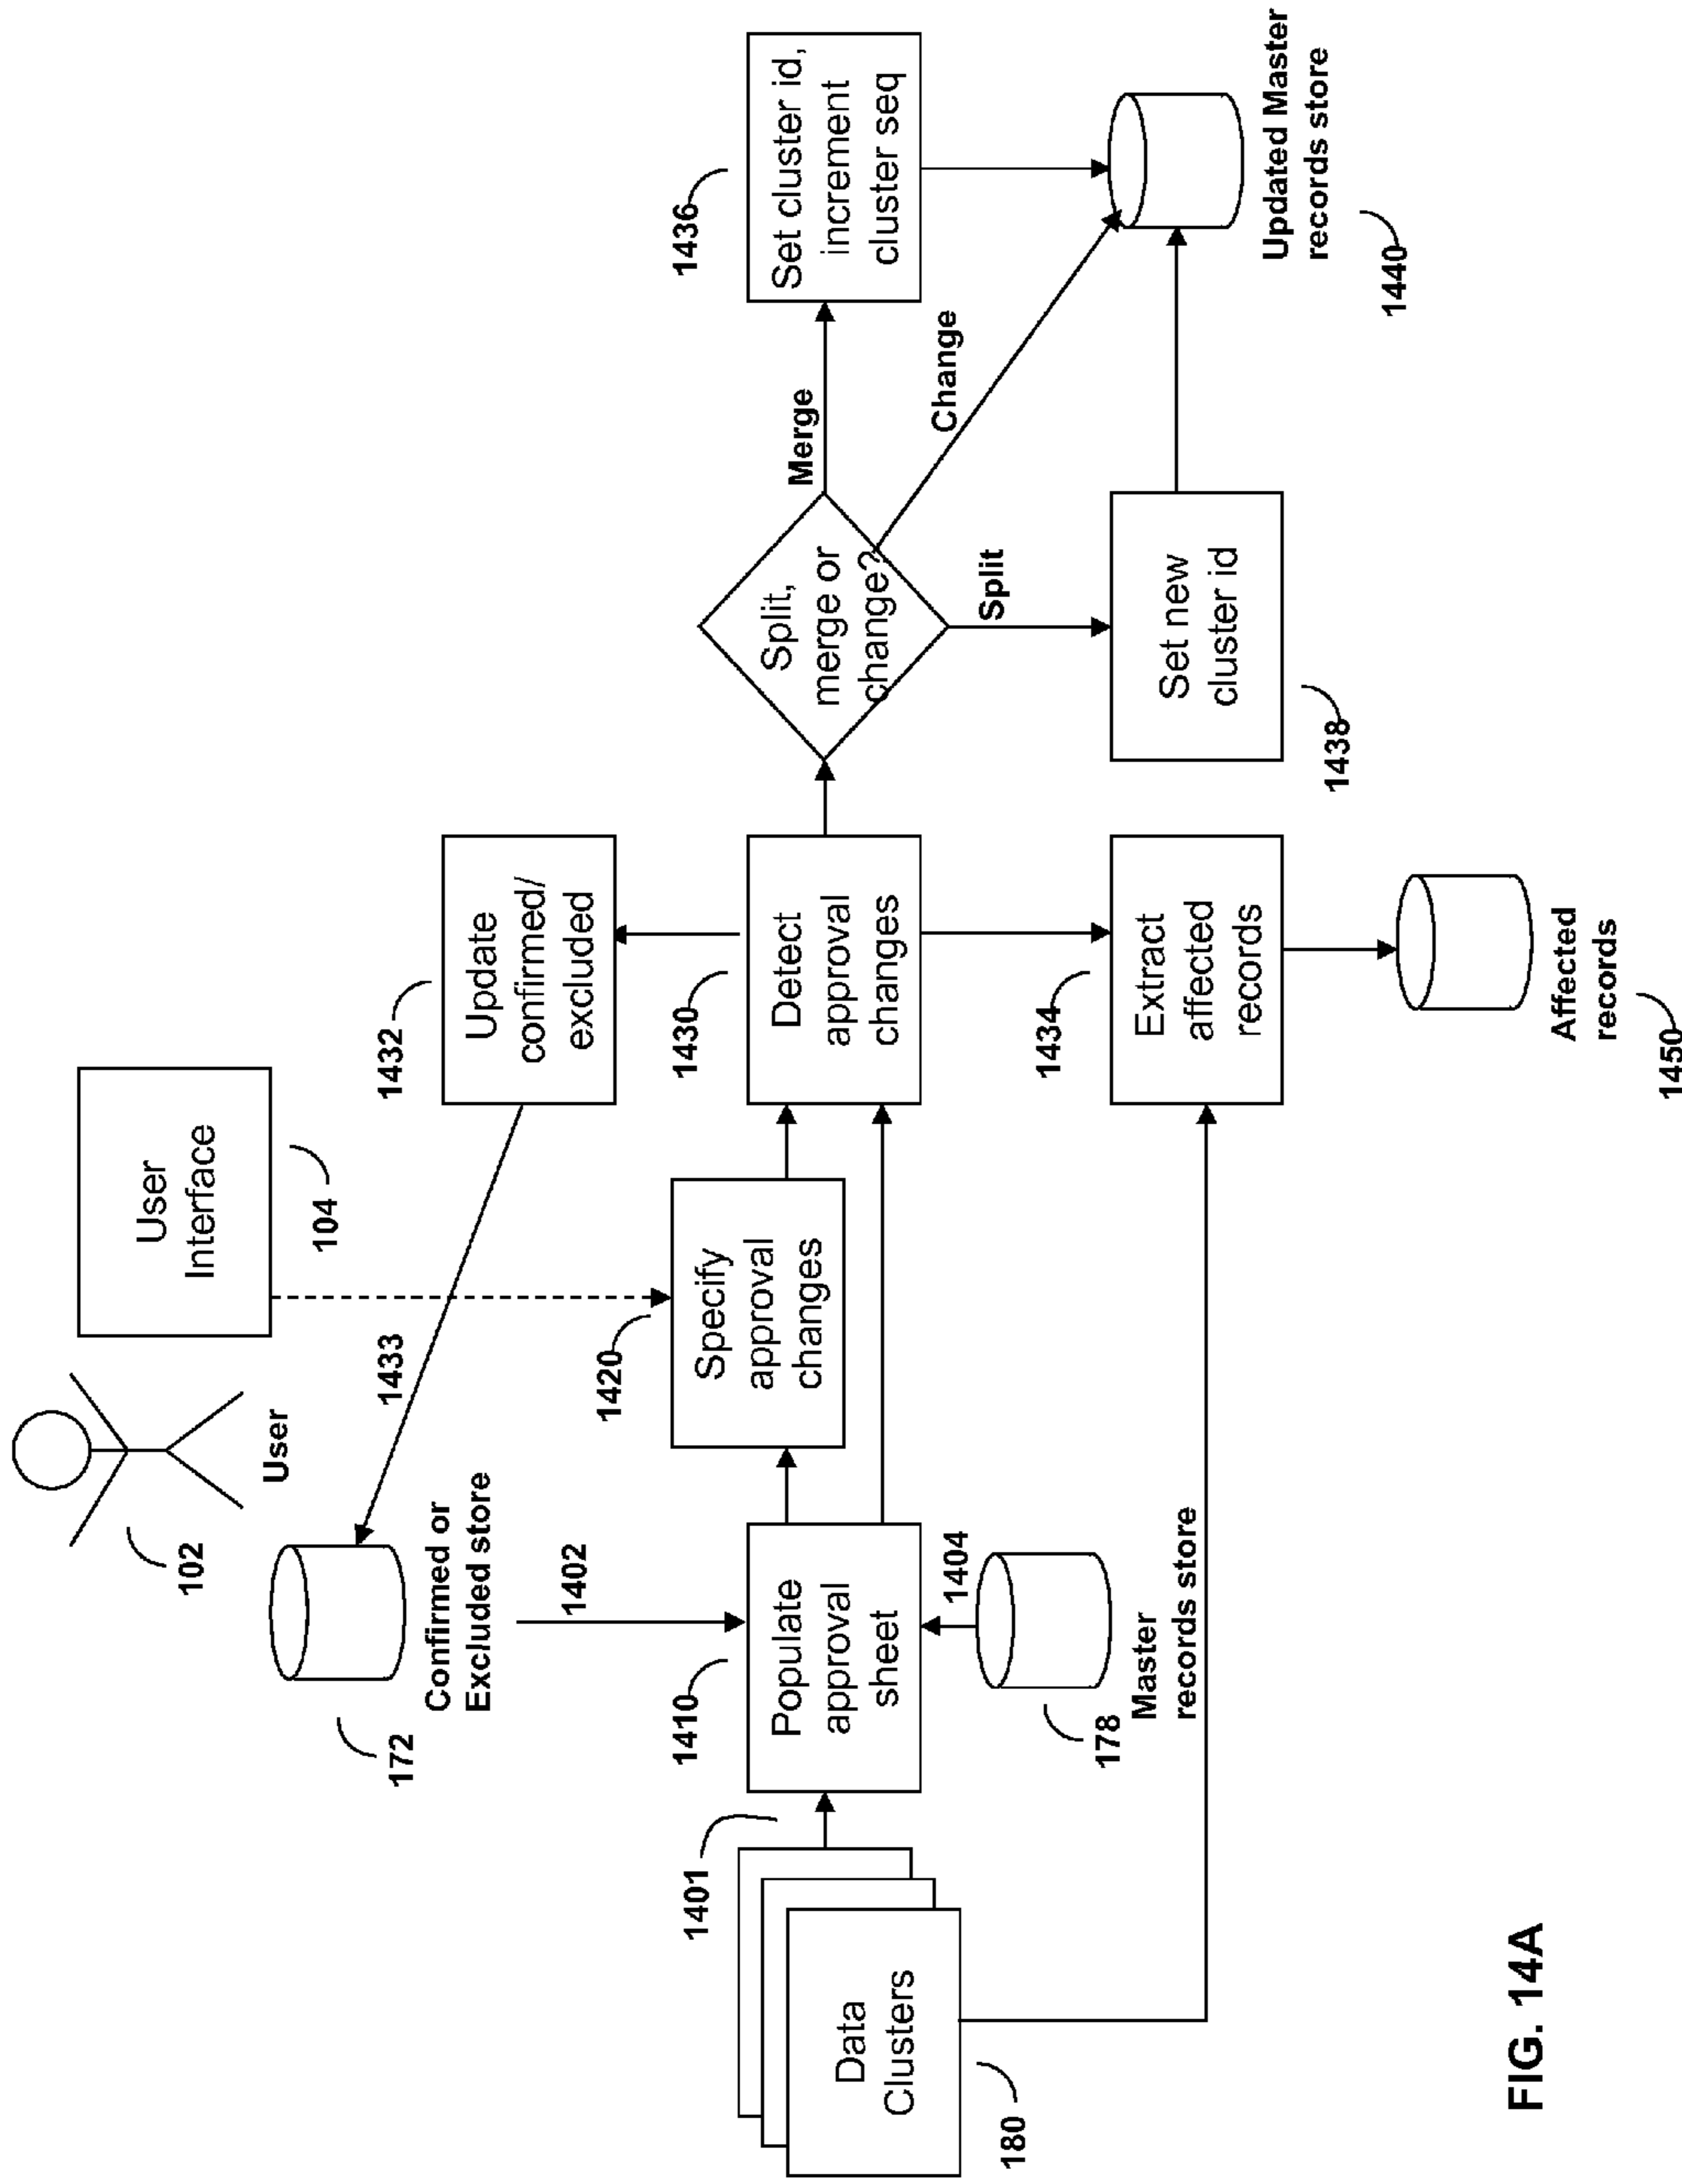 User
Interface
104
102
User
172
Confirmed or
Excluded store
1433
1432
Update
confirmed/
excluded
1402
1420
Specify
approval
changes
1401
Data
Clusters
180
1410
Populate
approval
sheet
1404
178
Master
records store
1430
Detect
approval
changes
1434
Extract
affected
records
Affected
records
1450
Split,
merge or
change?
Merge
Change
Split
1436
Set cluster id,
increment
cluster seq
Set new
cluster id
1438
Updated Master
records store
1440
FIG. 14A